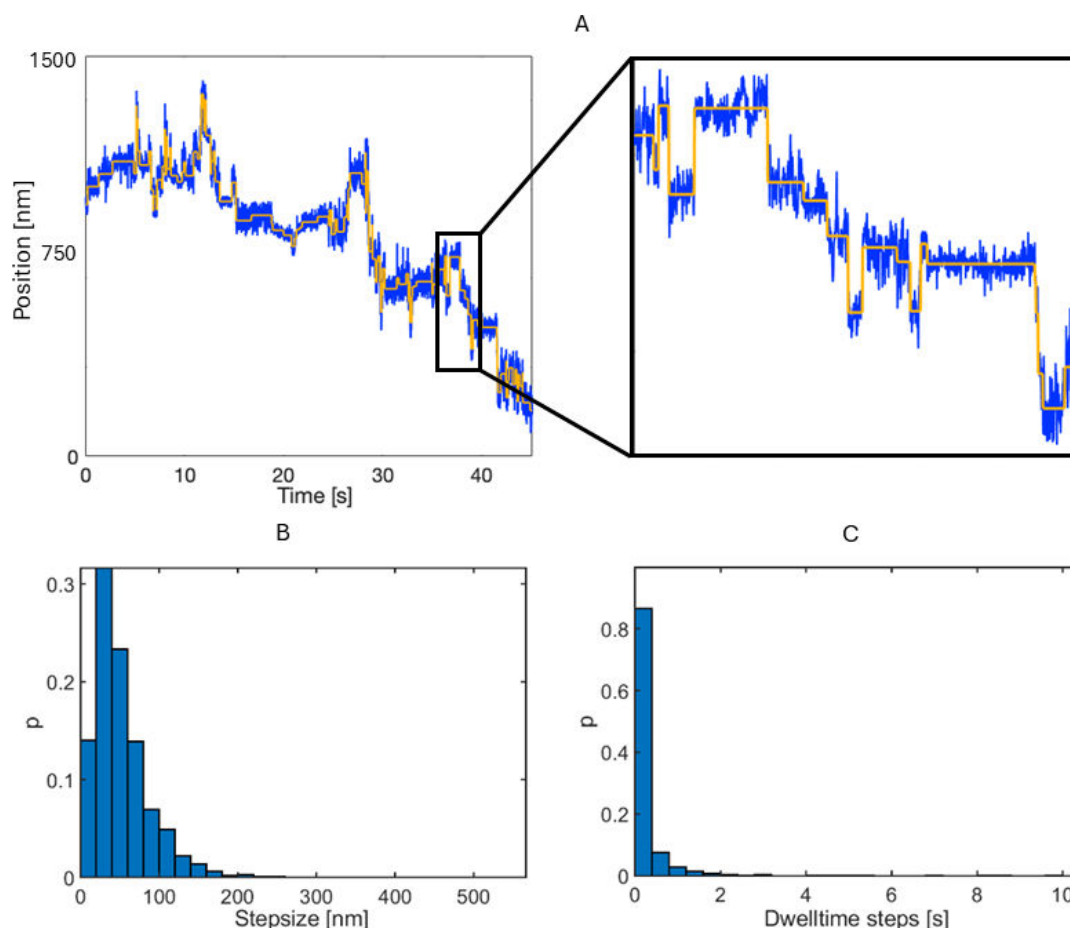 A
1500
750
0
Position [nm]
0 10 20 30 40
Time [s]
B
0.3
0.2
0.1
0
p
0 100 200 300 400 500
Stepsize [nm]
C
0.8
0.6
0.4
0.2
0
p
0 2 4 6 8 10
Dwelltime steps [s]